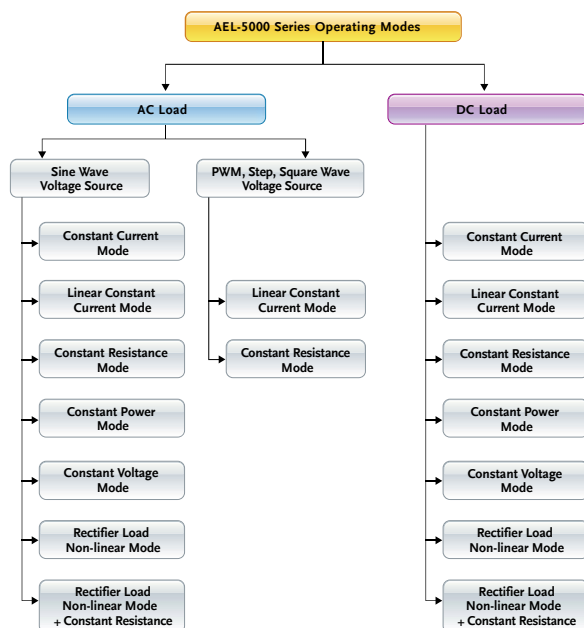 AEL-5000 Series Operating Modes
AC Load
DC Load
Sine Wave
Voltage Source
PWM, Step, Square Wave
Voltage Source
Constant Current
Mode
Linear Constant
Current Mode
Constant Resistance
Mode
Constant Power
Mode
Constant Voltage
Mode
Rectifier Load
Non-linear Mode
Rectifier Load
Non-linear Mode
+ Constant Resistance
Linear Constant
Current Mode
Constant Resistance
Mode
Constant Current
Mode
Linear Constant
Current Mode
Constant Resistance
Mode
Constant Power
Mode
Constant Voltage
Mode
Rectifier Load
Non-linear Mode
Rectifier Load
Non-linear Mode
+ Constant Resistance